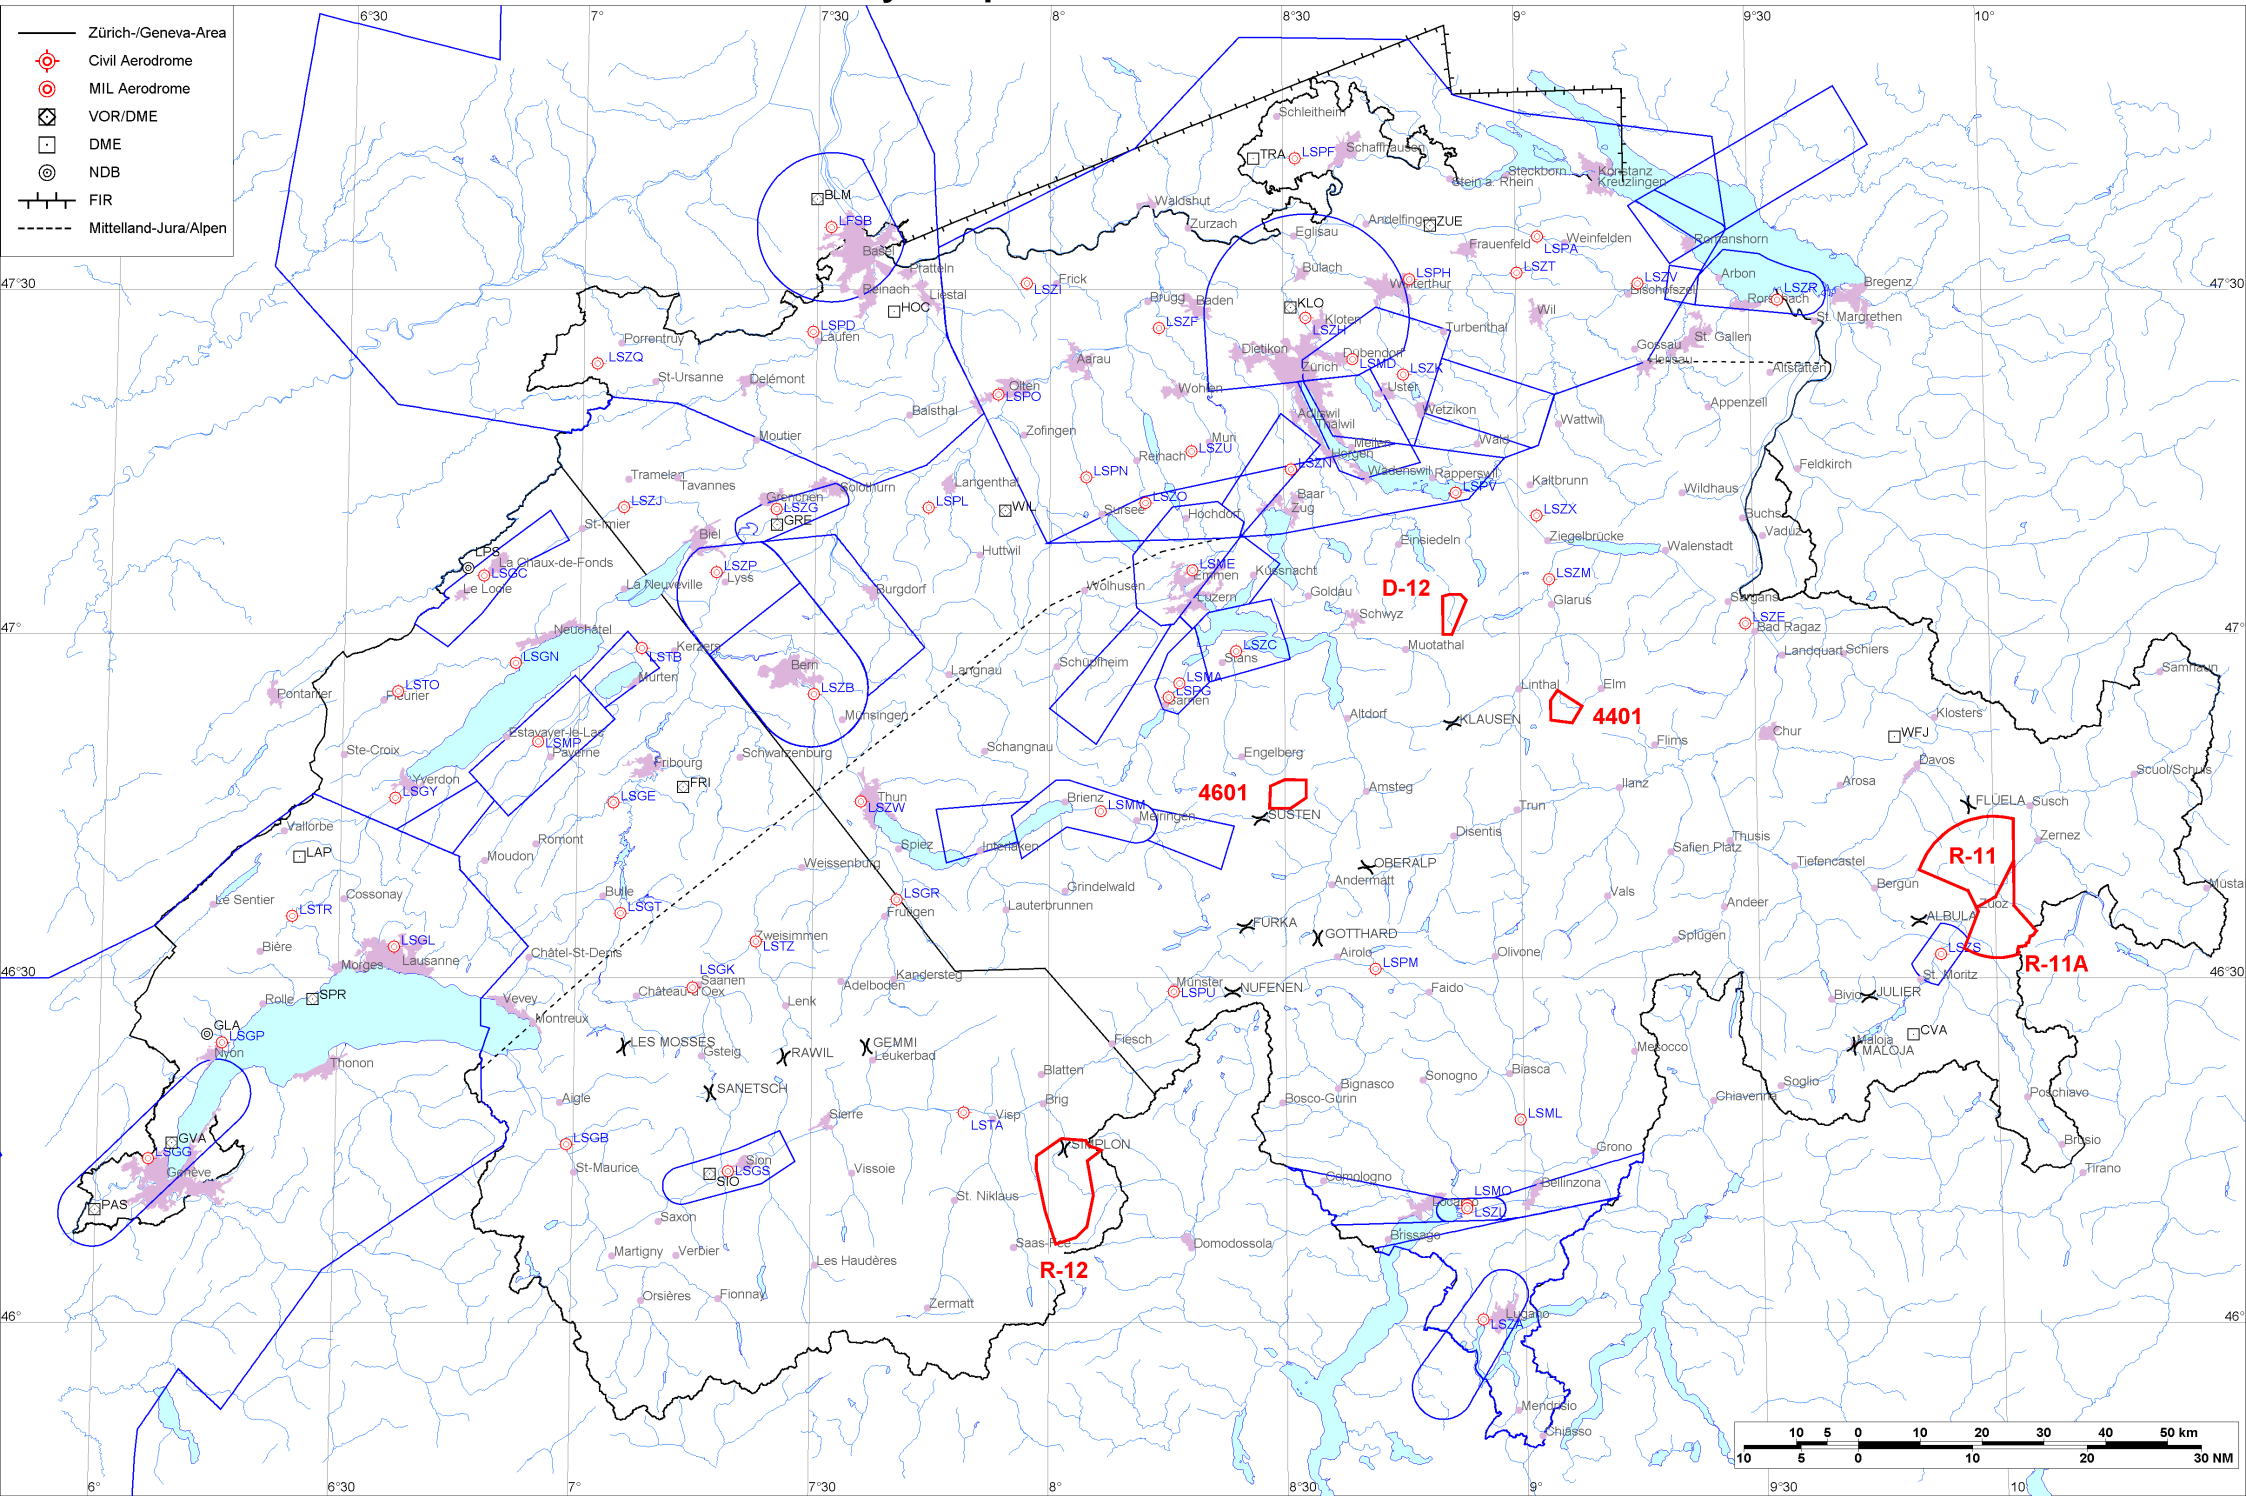 6°30
7°
7°30
8°
8°30
9°
9°30
10°
Zürich-/Geneva-Area
Civil Aerodrome
MIL Aerodrome
VOR/DME
DME
NDB
FIR
Mittelland-Jura/Alpen
Schleitheim
TRA
LSPF
Schaffhausen
Steckborn
Stein a. Rhein
Konstanz
Kreuzlingen
BLM
LFSB
Basel
Waldshut
Zurzach
Eglisau
Andelfingen
ZUE
Frauenfeld
LSPA
Weinfelden
Romanshorn
Pratteln
Reinach
Liestal
HOC
Frick
LSZI
Bülach
LSPH
Winterthur
LSZT
LSZV
Bischofszell
Arbon
LSZR
Rorschach
Bregenz
47°30
47°30
LSPD
Laufen
Brugg
Baden
LSZF
KLO
Kloten
LSZH
Wil
Turbenthal
St. Margrethen
St. Gallen
Porrentruy
LSZQ
Aarau
Dietikon
Zürich
Dübendorf
LSMD
LSZK
Gossau
Herisau
Altstätten
St-Ursanne
Delémont
Olten
LSPO
Wohlen
Uster
Wetzikon
Appenzell
Balsthal
Adliswil
Thalwil
Wattwil
Moutier
Zofingen
Muri
LSZU
Meilen
Horgen
Wald
Reinach
LSZN
Wädenswil
Rapperswil
LSPV
Feldkirch
Tramelan
Tavannes
LSPN
Kaltbrunn
Wildhaus
Grenchen
Solothurn
LSZG
GRE
Langenthal
LSPL
WIL
LSZO
Sursee
Hochdorf
Baar
Zug
LSZX
Buchs
Vaduz
LSZJ
St-Imier
Biel
Einsiedeln
Ziegelbrücke
Walenstadt
LPS
La Chaux-de-Fonds
LSGC
Le Locle
LSZP
Lyss
La Neuveville
Huttwil
Burgdorf
Wolhusen
LSME
Emmen
Luzern
Küssnacht
Goldau
D-12
Schwyz
LSZM
Glarus
Sargans
LSZE
Bad Ragaz
47°
47°
Neuchâtel
LSGN
LSTB
Kerzers
Murten
Bern
LSZB
Langnau
Schüpfheim
LSZC
Stans
LSMA
LSPG
Sarnen
Muotathal
Landquart
Schiers
Samnaun
Pontarlier
LSTO
Fleurier
Münsingen
Altdorf
KLAUSEN
Linthal
Elm
4401
Klosters
Ste-Croix
Estavayer-le-Lac
LSMP
Payerne
Schwarzenburg
Schangnau
Engelberg
Flims
Chur
WFJ
Davos
Yverdon
LSGY
Fribourg
FRI
LSGE
Thun
LSZW
Brienz
LSMM
Meiringen
4601
SUSTEN
Amsteg
Trun
Ilanz
Arosa
Scuol/Schuls
FLÜELA
Susch
Vallorbe
LAP
Romont
Moudon
Weissenburg
Spiez
Interlaken
Disentis
Safien Platz
Thusis
Tiefencastel
R-11
Zernez
OBERALP
Andermatt
Le Sentier
Cossonay
LSTR
Bulle
LSGT
LSGR
Frutigen
Grindelwald
Lauterbrunnen
Vals
Andeer
Bergün
Zuoz
Müstair
FURKA
GOTTHARD
ALBULA
Bière
LSGL
Lausanne
Morges
Châtel-St-Denis
Zweisimmen
LSTZ
Airolo
LSPM
Olivone
Splügen
LSZS
St. Moritz
R-11A
46°30
46°30
Rolle
SPR
Vevey
LSGK
Saanen
Château-d'Oex
Lenk
Adelboden
Kandersteg
Münster
LSPU
NUFENEN
Faido
Bivio
JULIER
GLA
LSGP
Nyon
Montreux
LES MOSSES
Gsteig
RAWIL
GEMMI
Leukerbad
Fiesch
Mesocco
CVA
Maloja
MALOJA
Thonon
SANETSCH
Blatten
Bignasco
Sonogno
Biasca
Soglio
Poschiavo
Aigle
Sierre
Brig
Bosco-Gurin
Chiavenna
LSTA
Visp
LSML
GVA
LSGG
Genève
LSGB
St-Maurice
Sion
LSGS
SIO
Vissoie
SIMPLON
Grono
Brusio
Tirano
Comologno
Bellinzona
PAS
St. Niklaus
Locarno
LSMO
LSZL
Saxon
Martigny
Verbier
Les Haudères
Saas-Fee
R-12
Domodossola
Brissago
Orsières
Fionnay
Zermatt
46°
46°
Lugano
LSZA
Mendrisio
Chiasso
10 5 0 10 20 30 40 50 km
10 5 0 10 20 30 NM
6°
6°30
7°
7°30
8°
8°30
9°
9°30
10°